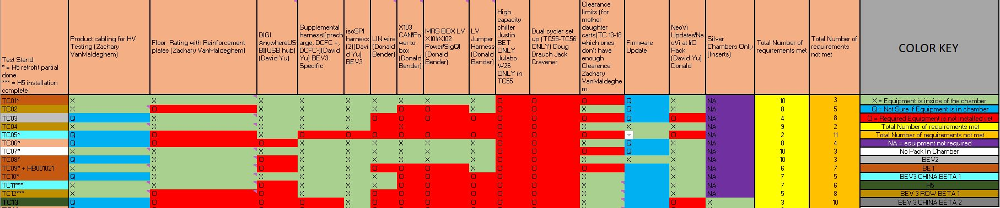 Test Stand
* = H5 retrofit partial
done
*** = H5 installation
complete
Product cabling for HV
Testing (Zachary
VanMaldeghem)
Floor Rating with Reinforcement
plates (Zachary VanMaldeghem)
DIGI
AnywhereUS
B(USB hub)
(David Yu)
Supplemental
harness(prech
arge, DCFC +,
DCFC-)(David
Yu) BEV3
Specific
isoSPI
harness
(2)(Davi
d Yu)
BEV3
LIN wire
(Donald
Bender)
X103
CAN/Po
wer to
box
(Donald
Bender)
MRS BOX LV
X101/X102
Power/SigQI
(Donald
Bender)
LV
Jumper
Harness
(Donald
Bender)
High
capacity
chiller
Justin
BET
ONLY
Julabo
W26
ONLY in
TC55
Dual cycler set
up (TC55-TC56
ONLY) Doug
Drauch Jack
Cravener
Clearance
limits (for
mother
daughter
carts)TC 13-18
which ones
don't have
enough
Clearance
Zachary
VanMaldeghe
m
Firmware
Update
NeoVi
Updates/Ne
oVi at I/O
Rack
(David Yu)
Donald
Silver
Chambers Only
(Inserts)
Total Number of
requirements met
Total Number of
requirements not met
COLOR KEY
TC01* X X X X X X X X X O O O Q X NA 10 3 X = Equipment is inside of the chamber
TC02 X O X X X X O O X O O X Q X NA 8 5 Q = Not Sure if Equipment is in chamber
TC03 Q X X X X O O O O O O O O NA 4 8 O = Required Equipment is not installed yet
TC04 X X X X x X X X X O O X X X NA 9 2 Total Number of requirements met
TC05* Q O X O O O O O O O O O O NA 2 11 Total Number of requirements not met
TC06* Q O O X X X X X X O O X Q X NA 8 4 NA = equipment not required
TC07* X X X X X X X X X O O O Q X NA 10 3 No Pack In Chamber
TC08* Q X O X X X X X X O O X X X NA 10 3 BEV2
TC09* + HB001021 X X O X X O O O X O O X X NA 6 7 BET
TC10* Q X X X X X O O O O O X X NA 7 5 BEV3 CHINA BETA 1
TC11*** X X O X X X O O O O O X X NA 7 6 H5
TC12*** X O O X X O O O O O O X X NA 5 8 BEV 3 ROW BETA 1
TC13 Q X O O X O O O O O O X O X 3 10 BEV 3 CHINA BETA 2